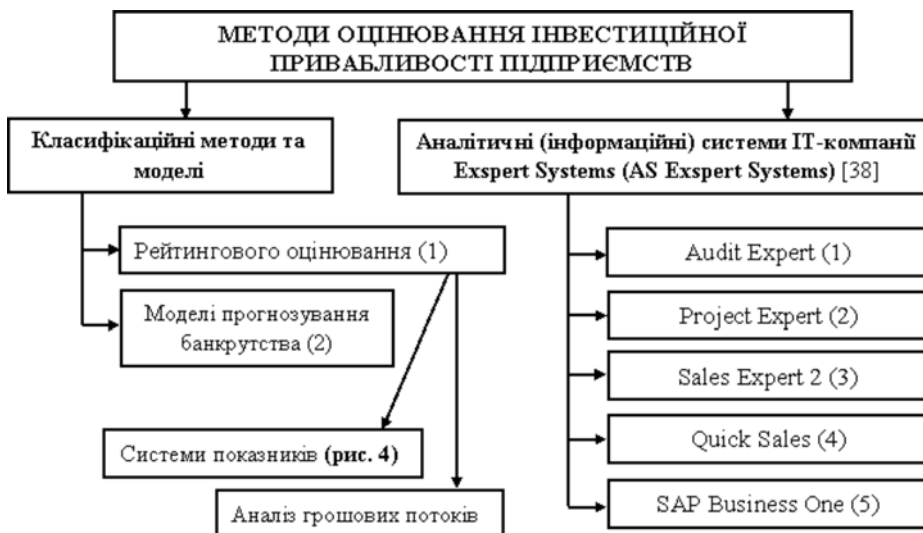 МЕТОДИ ОЦІНЮВАННЯ ІНВЕСТИЦІЙНОЇ
ПРИВАБЛИВОСТІ ПІДПРИЄМСТВ
Класифікаційні методи та
моделі
Рейтингового оцінювання (1)
Моделі прогнозування
банкрутства (2)
Системи показників (рис. 4)
Аналіз грошових потоків
Аналітичні (інформаційні) системи ІТ-компанії
Exspert Systems (AS Exspert Systems) [38]
Audit Expert (1)
Project Expert (2)
Sales Expert 2 (3)
Quick Sales (4)
SAP Business One (5)